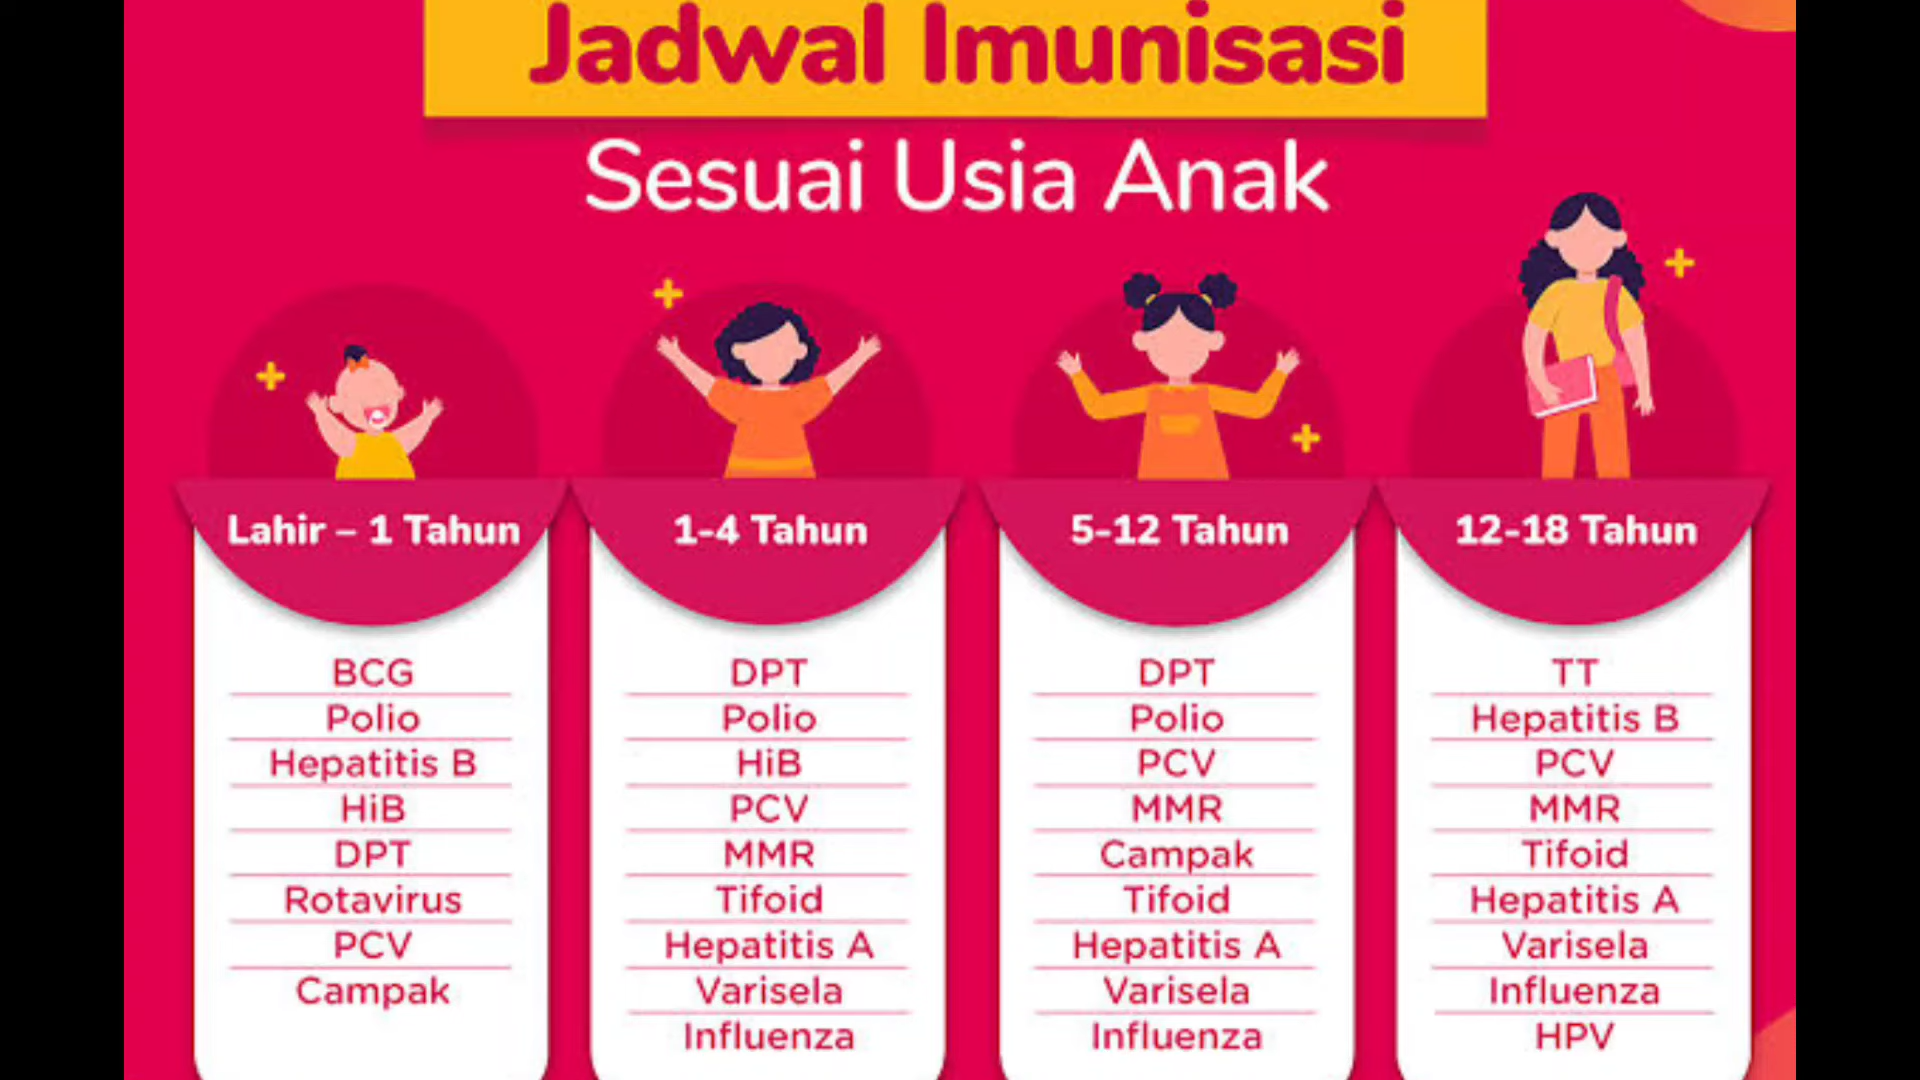 Jadwal Imunisasi
Sesuai Usia Anak
Lahir – 1 Tahun
BCG
Polio
Hepatitis B
HiB
DPT
Rotavirus
PCV
Campak
1-4 Tahun
DPT
Polio
HiB
PCV
MMR
Tifoid
Hepatitis A
Varisela
Influenza
5-12 Tahun
DPT
Polio
PCV
MMR
Campak
Tifoid
Hepatitis A
Varisela
Influenza
12-18 Tahun
TT
Hepatitis B
PCV
MMR
Tifoid
Hepatitis A
Varisela
Influenza
HPV